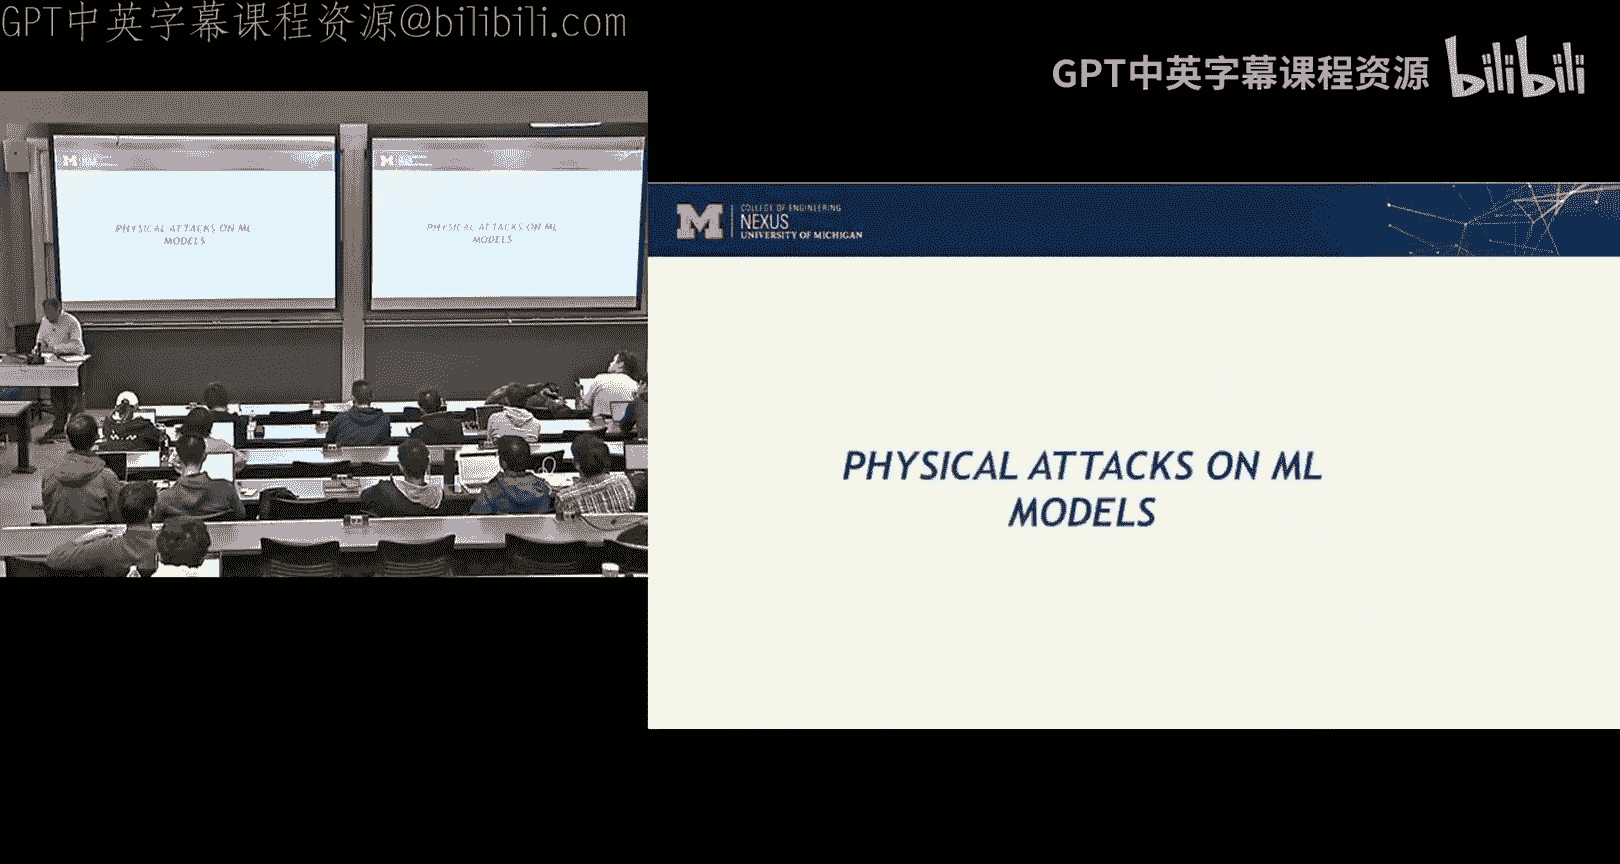 GPT中英字幕课程资源@bilibili.com
GPT中英字幕课程资源 bilibili
PHYSICAL ATTACKS ON ML
MODELS
PHYSICAL ATTACKS ON ML
MODELS
M
COLLEGE OF ENGINEERING
NEXUS
UNIVERSITY OF MICHIGAN
PHYSICAL ATTACKS ON ML
MODELS